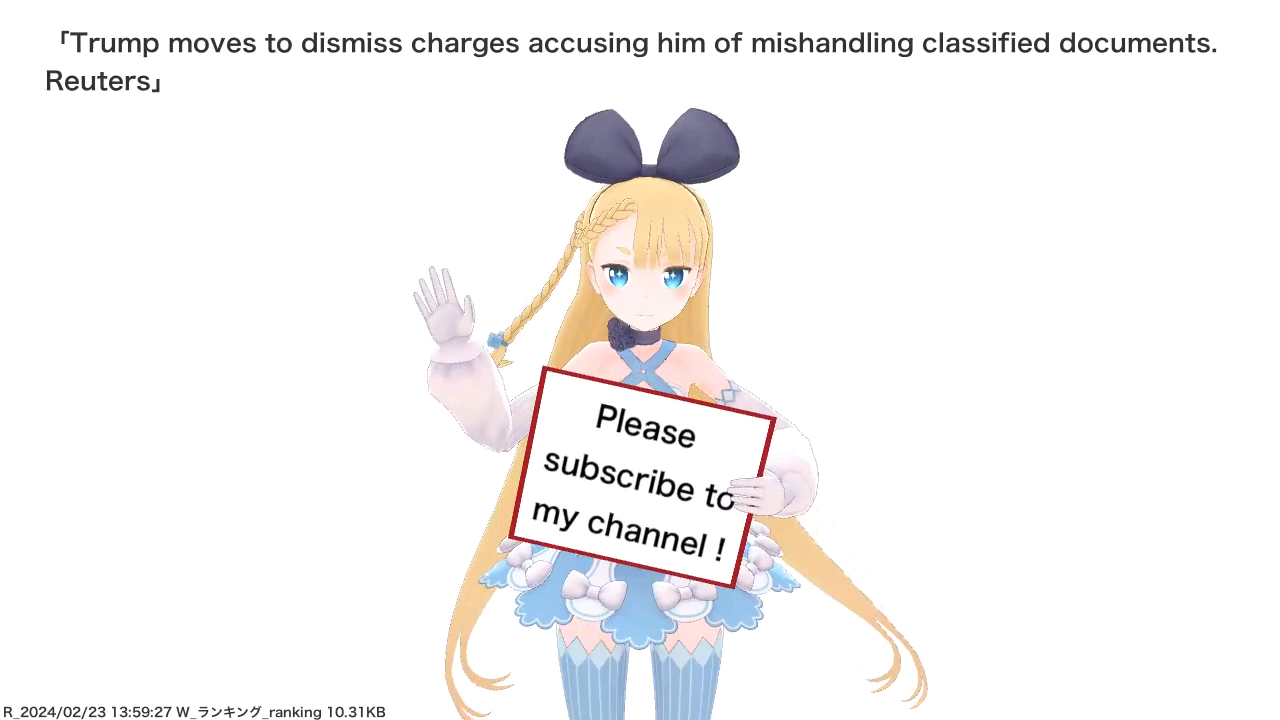 「Trump moves to dismiss charges accusing him of mishandling classified documents.
Reuters」
Please
subscribe to
my channel !
R_2024/02/23 13:59:27 W_ランキング_ranking 10.31KB